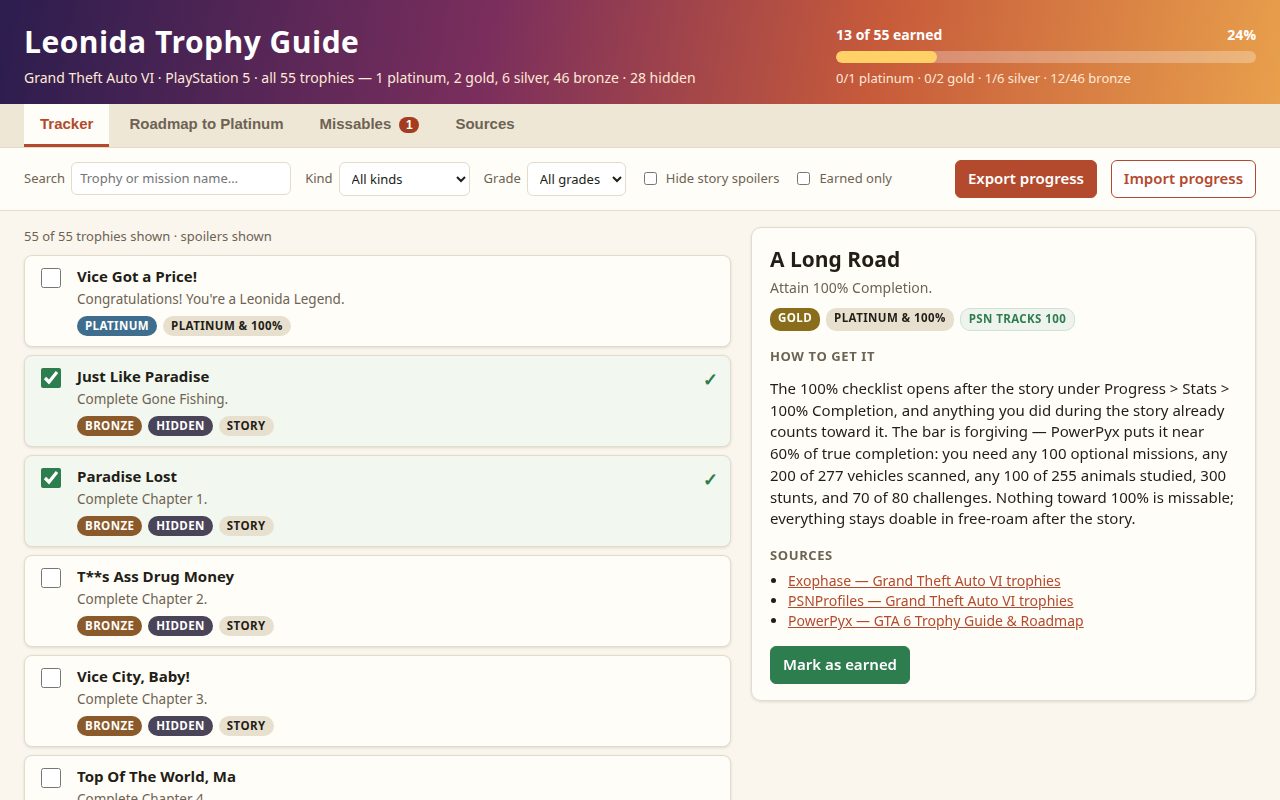 Leonida Trophy Guide
Grand Theft Auto VI · PlayStation 5 · all 55 trophies — 1 platinum, 2 gold, 6 silver, 46 bronze · 28 hidden
13 of 55 earned
24%
0/1 platinum · 0/2 gold · 1/6 silver · 12/46 bronze
Tracker
Roadmap to Platinum
Missables 1
Sources
Search
Trophy or mission name...
Kind
All kinds
Grade
All grades
Hide story spoilers
Earned only
Export progress
Import progress
55 of 55 trophies shown · spoilers shown
Vice Got a Price!
Congratulations! You're a Leonida Legend.
PLATINUM
PLATINUM & 100%
Just Like Paradise
Complete Gone Fishing.
BRONZE
HIDDEN
STORY
Paradise Lost
Complete Chapter 1.
BRONZE
HIDDEN
STORY
T**s Ass Drug Money
Complete Chapter 2.
BRONZE
HIDDEN
STORY
Vice City, Baby!
Complete Chapter 3.
BRONZE
HIDDEN
STORY
Top Of The World, Ma
Complete Chapter 4.
A Long Road
Attain 100% Completion.
GOLD
PLATINUM & 100%
PSN TRACKS 100
HOW TO GET IT
The 100% checklist opens after the story under Progress > Stats >
100% Completion, and anything you did during the story already
counts toward it. The bar is forgiving — PowerPyx puts it near
60% of true completion: you need any 100 optional missions, any
200 of 277 vehicles scanned, any 100 of 255 animals studied, 300
stunts, and 70 of 80 challenges. Nothing toward 100% is missable;
everything stays doable in free-roam after the story.
SOURCES
Exophase — Grand Theft Auto VI trophies
PSNProfiles — Grand Theft Auto VI trophies
PowerPyx — GTA 6 Trophy Guide & Roadmap
Mark as earned